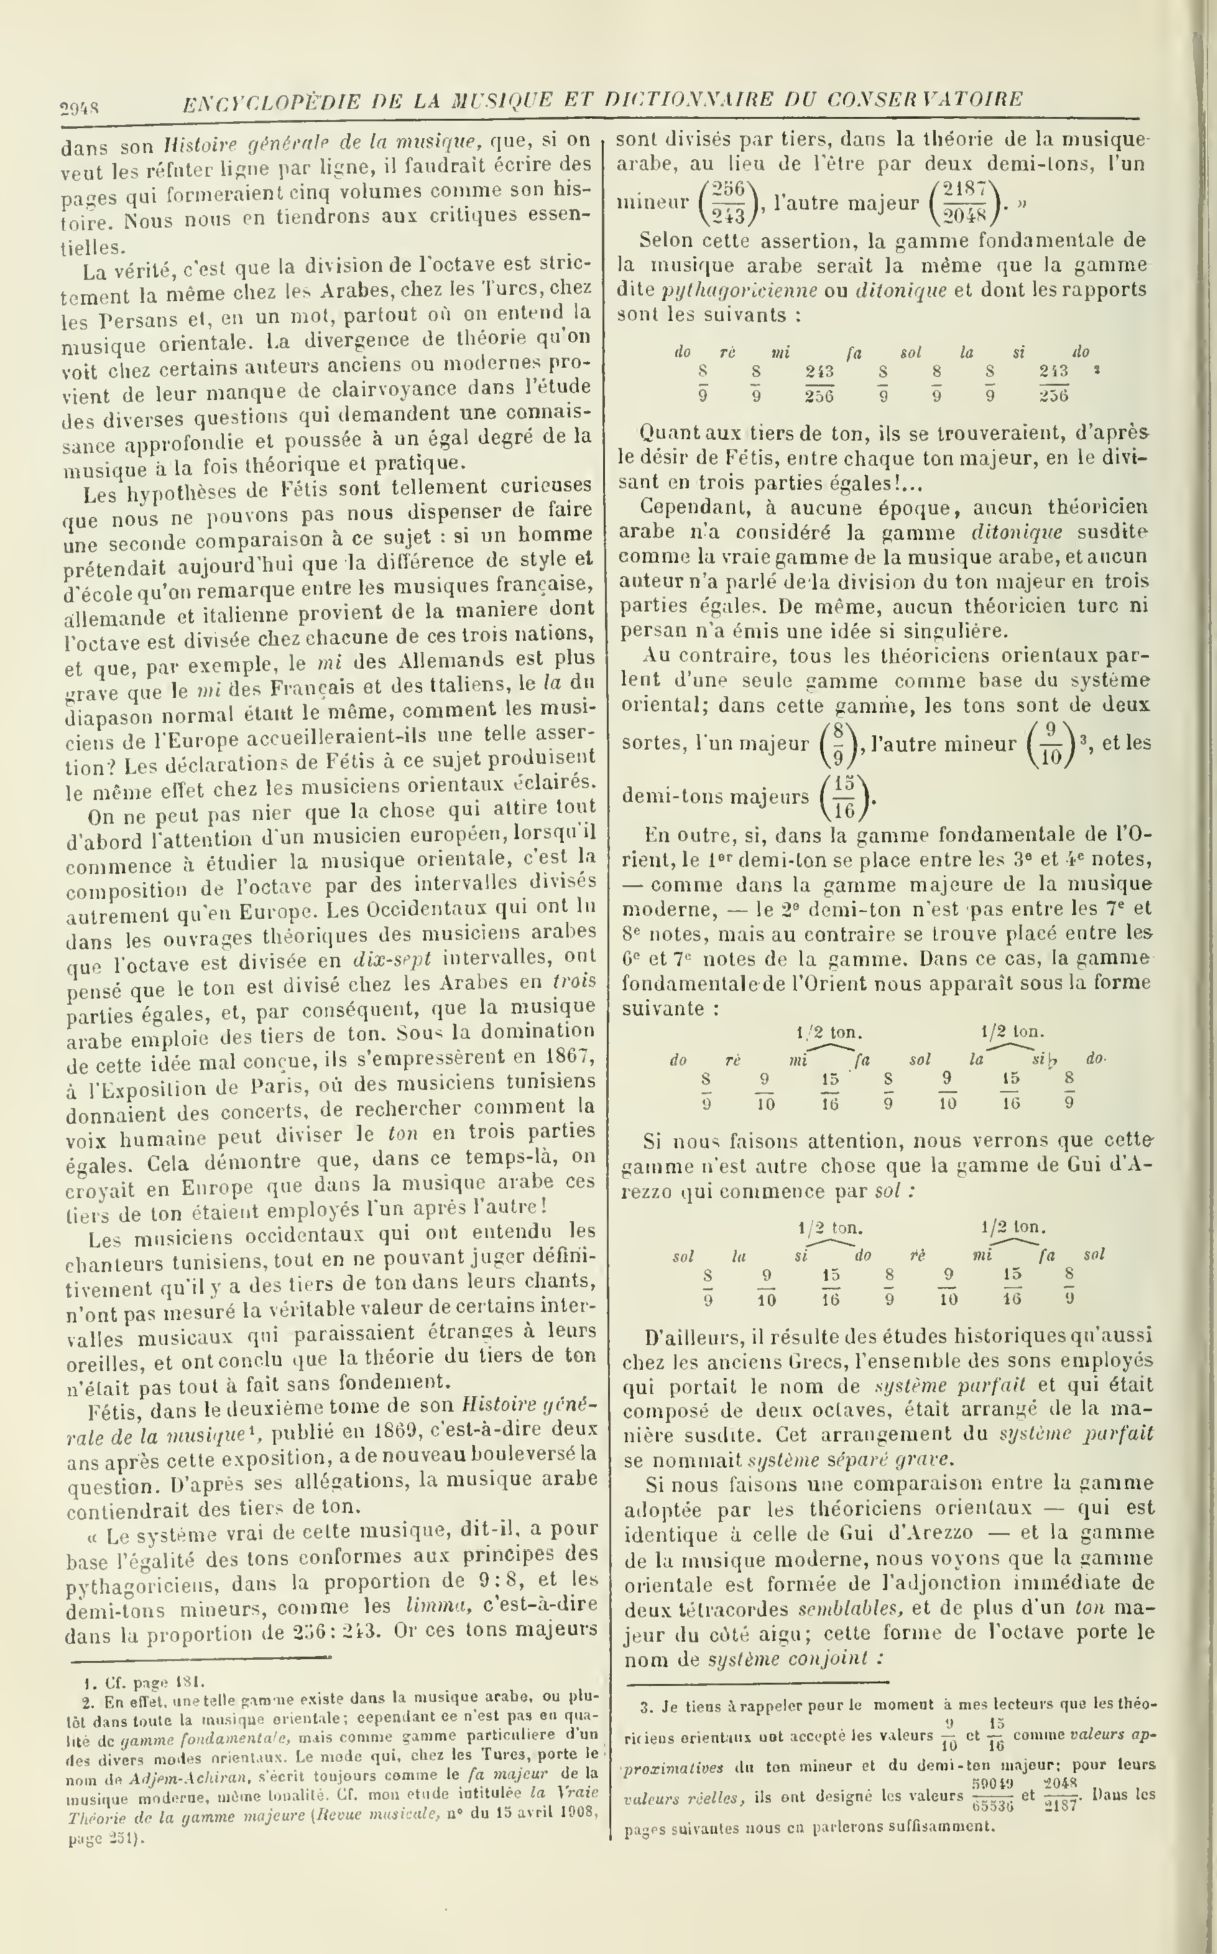 2948 ENCYCLOPÉDIE DE LA MUSIQUE ET DICTIONNAIRE DU CONSERVATOIRE
dans son Histoire générale de la musique, que, si on
veut les réfuter ligne par ligne, il faudrait écrire des
pages qui formeraient cinq volumes comme son his-
toire. Nous nous en tiendrons aux critiques essen-
tielles.
La vérité, c'est que la division de l'octave est stric-
tement la même chez les Arabes, chez les Turcs, chez
les Persans et, en un mot, partout où on entend la
musique orientale. La divergence de théorie qu'on
voit chez certains auteurs anciens ou modernes pro-
vient de leur manque de clairvoyance dans l'étude
des diverses questions qui demandent une connais-
sance approfondie et poussée à un égal degré de la
musique à la fois théorique et pratique.
Les hypothèses de Fétis sont tellement curieuses
que nous ne pouvons pas nous dispenser de faire
une seconde comparaison à ce sujet : si un homme
prétendait aujourd'hui que la différence de style et
d'école qu'on remarque entre les musiques française,
allemande et italienne provient de la maniere dont
l'octave est divisée chez chacune de ces trois nations,
et que, par exemple, le mi des Allemands est plus
grave que le mi des Français et des Italiens, le la du
diapason normal étant le même, comment les musi-
ciens de l'Europe accueilleraient-ils une telle asser-
tion? Les déclarations de Fétis à ce sujet produisent
le même effet chez les musiciens orientaux éclairés.
On ne peut pas nier que la chose qui attire tout
d'abord l'attention d'un musicien européen, lorsqu'il
commence à étudier la musique orientale, c'est la
composition de l'octave par des intervalles divisés
autrement qu'en Europe. Les Occidentaux qui ont lu
dans les ouvrages théoriques des musiciens arabes
que l'octave est divisée en dix-sept intervalles, ont
pensé que le ton est divisé chez les Arabes en trois
parties égales, et, par conséquent, que la musique
arabe emploie des tiers de ton. Sous la domination
de cette idée mal conçue, ils s'empressèrent en 1867,
à l'Exposition de Paris, où des musiciens tunisiens
donnaient des concerts, de rechercher comment la
voix humaine peut diviser le ton en trois parties
égales. Cela démontre que, dans ce temps-là, on
croyait en Europe que dans la musique arabe ces
tiers de ton étaient employés l'un après l'autre!
Les musiciens occidentaux qui ont entendu les
chanteurs tunisiens, tout en ne pouvant juger défini-
tivement qu'il y a des tiers de ton dans leurs chants,
n'ont pas mesuré la véritable valeur de certains inter-
valles musicaux qui paraissaient étranges à leurs
oreilles, et ont conclu que la théorie du tiers de ton
n'était pas tout à fait sans fondement.
Fétis, dans le deuxième tome de son Histoire géné-
rale de la musique¹, publié en 1869, c'est-à-dire deux
ans après cette exposition, a de nouveau bouleversé la
question. D'après ses allégations, la musique arabe
contiendrait des tiers de ton.
« Le système vrai de cette musique, dit-il, a pour
base l'égalité des tons conformes aux principes des
pythagoriciens, dans la proportion de 9 : 8, et les
demi-tons mineurs, comme les limma, c'est-à-dire
dans la proportion de 256 : 243. Or ces tons majeurs
1. Cf. page 181.
2. En effet, une telle gamme existe dans la musique arabe, ou plu-
tôt dans toute la musique orientale; cependant ce n'est pas en qua-
lité de gamme fondamentale, mais comme gamme particuliere d'un
des divers modes orientaux. Le mode qui, chez les Turcs, porte le
nom de Adjem-Achiran, s'écrit toujours comme le fa majeur de la
musique moderne, même tonalité. Cf. mon etude intitulée la Vraie
Théorie de la gamme majeure (Revue musicale, n° du 15 avril 1908,
page 251).
sont divisés par tiers, dans la théorie de la musique
arabe, au lieu de l'être par deux demi-tons, l'un
mineur (256/243), l'autre majeur (2187/2048). »
Selon cette assertion, la gamme fondamentale de
la musique arabe serait la même que la gamme
dite pythagoricienne ou ditonique et dont les rapports
sont les suivants :
do ré mi fa sol la si do
8 8 243 8 8 8 243 ²
9 9 256 9 9 9 256
Quant aux tiers de ton, ils se trouveraient, d'après
le désir de Fétis, entre chaque ton majeur, en le divi-
sant en trois parties égales!...
Cependant, à aucune époque, aucun théoricien
arabe n'a considéré la gamme ditonique susdite
comme la vraie gamme de la musique arabe, et aucun
auteur n'a parlé de la division du ton majeur en trois
parties égales. De même, aucun théoricien turc ni
persan n'a émis une idée si singulière.
Au contraire, tous les théoriciens orientaux par-
lent d'une seule gamme comme base du système
oriental; dans cette gamme, les tons sont de deux
sortes, l'un majeur (8/9), l'autre mineur (9/10)³, et les
demi-tons majeurs (15/16).
En outre, si, dans la gamme fondamentale de l'O-
rient, le 1er demi-ton se place entre les 3e et 4e notes,
— comme dans la gamme majeure de la musique
moderne, — le 2e demi-ton n'est pas entre les 7e et
8e notes, mais au contraire se trouve placé entre les
6e et 7e notes de la gamme. Dans ce cas, la gamme
fondamentale de l'Orient nous apparaît sous la forme
suivante :
1/2 ton. 1/2 ton.
do ré mi fa sol la si♭ do
8 9 15 8 9 15 8
9 10 16 9 10 16 9
Si nous faisons attention, nous verrons que cette
gamme n'est autre chose que la gamme de Gui d'A-
rezzo qui commence par sol :
1/2 ton. 1/2 ton.
sol la si do ré mi fa sol
8 9 15 8 9 15 8
9 10 16 9 10 16 9
D'ailleurs, il résulte des études historiques qu'aussi
chez les anciens Grecs, l'ensemble des sons employés
qui portait le nom de système parfait et qui était
composé de deux octaves, était arrangé de la ma-
nière susdite. Cet arrangement du système parfait
se nommait système séparé grave.
Si nous faisons une comparaison entre la gamme
adoptée par les théoriciens orientaux — qui est
identique à celle de Gui d'Arezzo — et la gamme
de la musique moderne, nous voyons que la gamme
orientale est formée de l'adjonction immédiate de
deux tétracordes semblables, et de plus d'un ton ma-
jeur du côté aigu; cette forme de l'octave porte le
nom de système conjoint :
3. Je tiens à rappeler pour le moment à mes lecteurs que les théo-
riciens orientaux ont accepté les valeurs 9/10 et 15/16 comme valeurs ap-
proximatives du ton mineur et du demi-ton majeur; pour leurs
valeurs réelles, ils ont designé les valeurs 59049/65536 et 2048/2187. Dans les
pages suivantes nous en parlerons suffisamment.